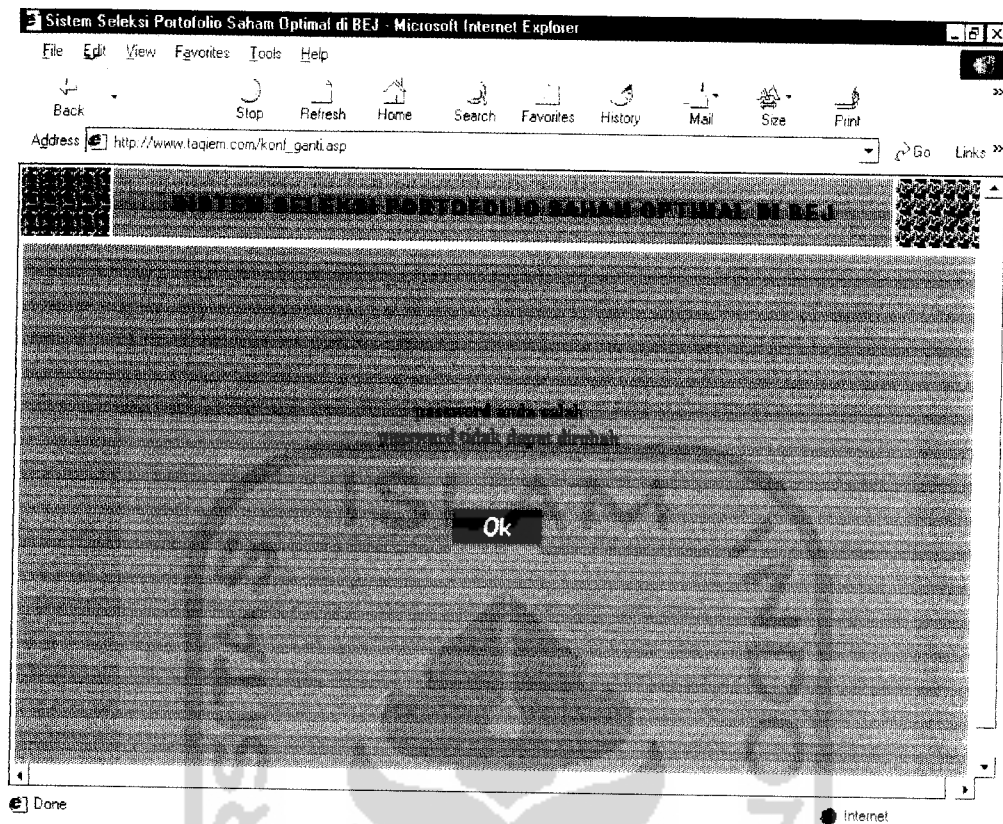 Sistem Seleksi Portofolio Saham Optimal di BEJ - Microsoft Internet Explorer
File Edit View Favorites Tools Help
Back Stop Refresh Home Search Favorites History Mail Size Print
Address http://www.taqiem.com/konf_ganti.asp Go Links
SISTEM SELEKSI PORTOFOLIO SAHAM OPTIMAL DI BEJ
password anda salah
password tidak dapat dirubah
ISLAM
Ok
Done
Internet